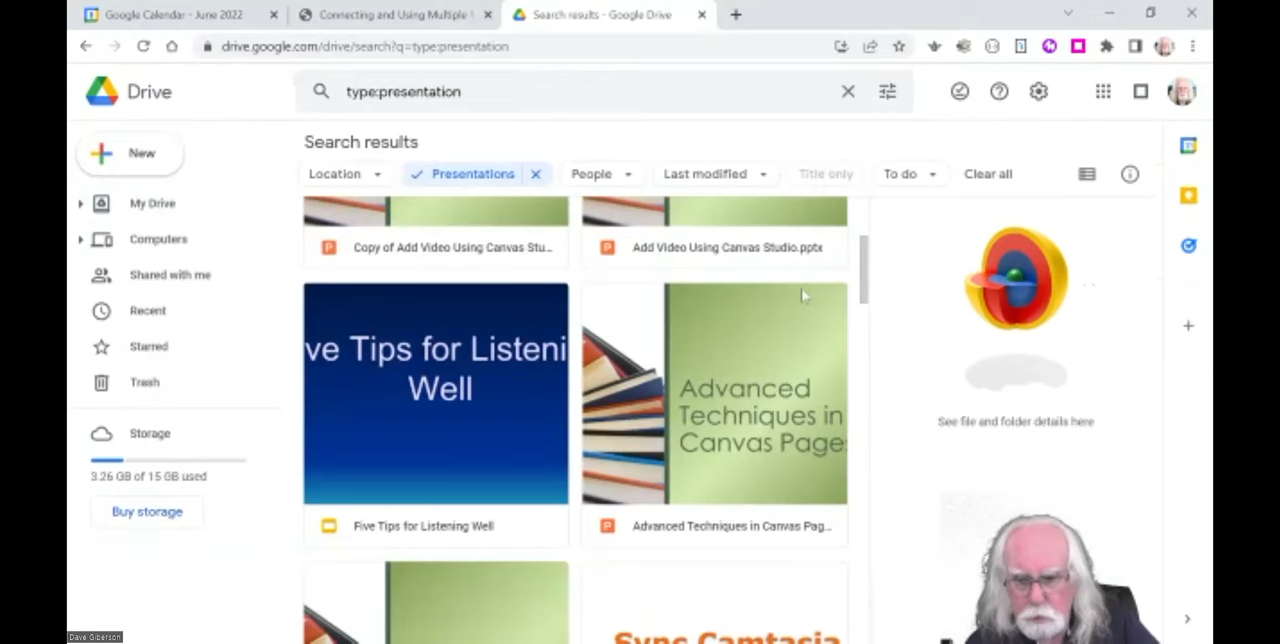 Google Calendar - June 2022
Connecting and Using Multiple
Search results - Google Drive
drive.google.com/drive/search?q=type:presentation
Drive
type:presentation
New
Search results
Location
Presentations
People
Last modified
Title only
To do
Clear all
My Drive
Computers
Shared with me
Recent
Starred
Trash
Storage
3.26 GB of 15 GB used
Buy storage
Copy of Add Video Using Canvas Stu...
Add Video Using Canvas Studio.pptx
ve Tips for Listeni
Well
Advanced
Techniques in
Canvas Page
Five Tips for Listening Well
Advanced Techniques in Canvas Pag...
Sync Camtasia
See file and folder details here
Dave Giberson